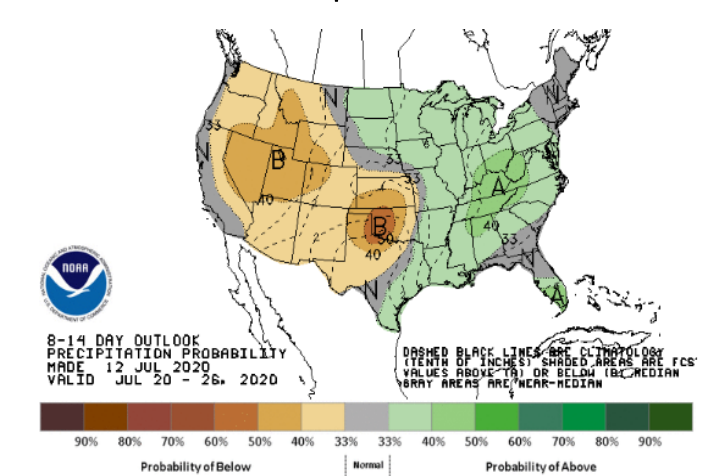 N
N
33
N
B
33
33
A
40
B
50
40
40
33
N
N
A
NOAA
8-14 DAY OUTLOOK
PRECIPITATION PROBABILITY
MADE 12 JUL 2020
VALID JUL 20 - 26, 2020
DASHED BLACK LINES ARE CLIMATOLOGY
(TENTH OF INCHES) SHADED AREAS ARE FCST
VALUES ABOVE (A) OR BELOW (B) MEDIAN
GRAY AREAS ARE NEAR-MEDIAN
90% 80% 70% 60% 50% 40% 33% 33% 40% 50% 60% 70% 80% 90%
Probability of Below Normal Probability of Above